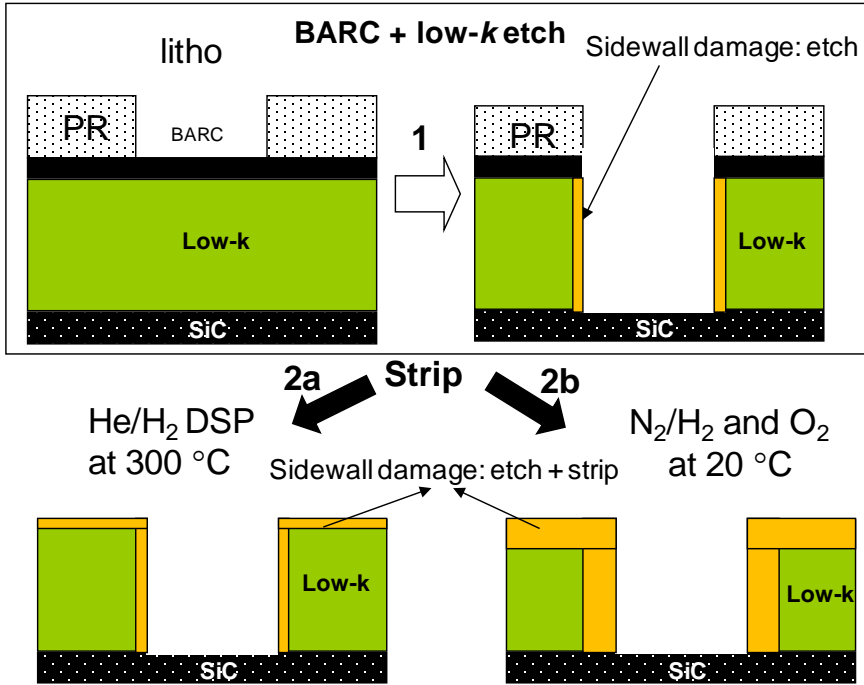 BARC + low-k etch
litho
Sidewall damage: etch
PR
BARC
1
PR
Low-k
Low-k
SiC
SiC
2a
Strip
2b
He/H₂ DSP
at 300 °C
N₂/H₂ and O₂
at 20 °C
Sidewall damage: etch + strip
Low-k
Low-k
SiC
SiC